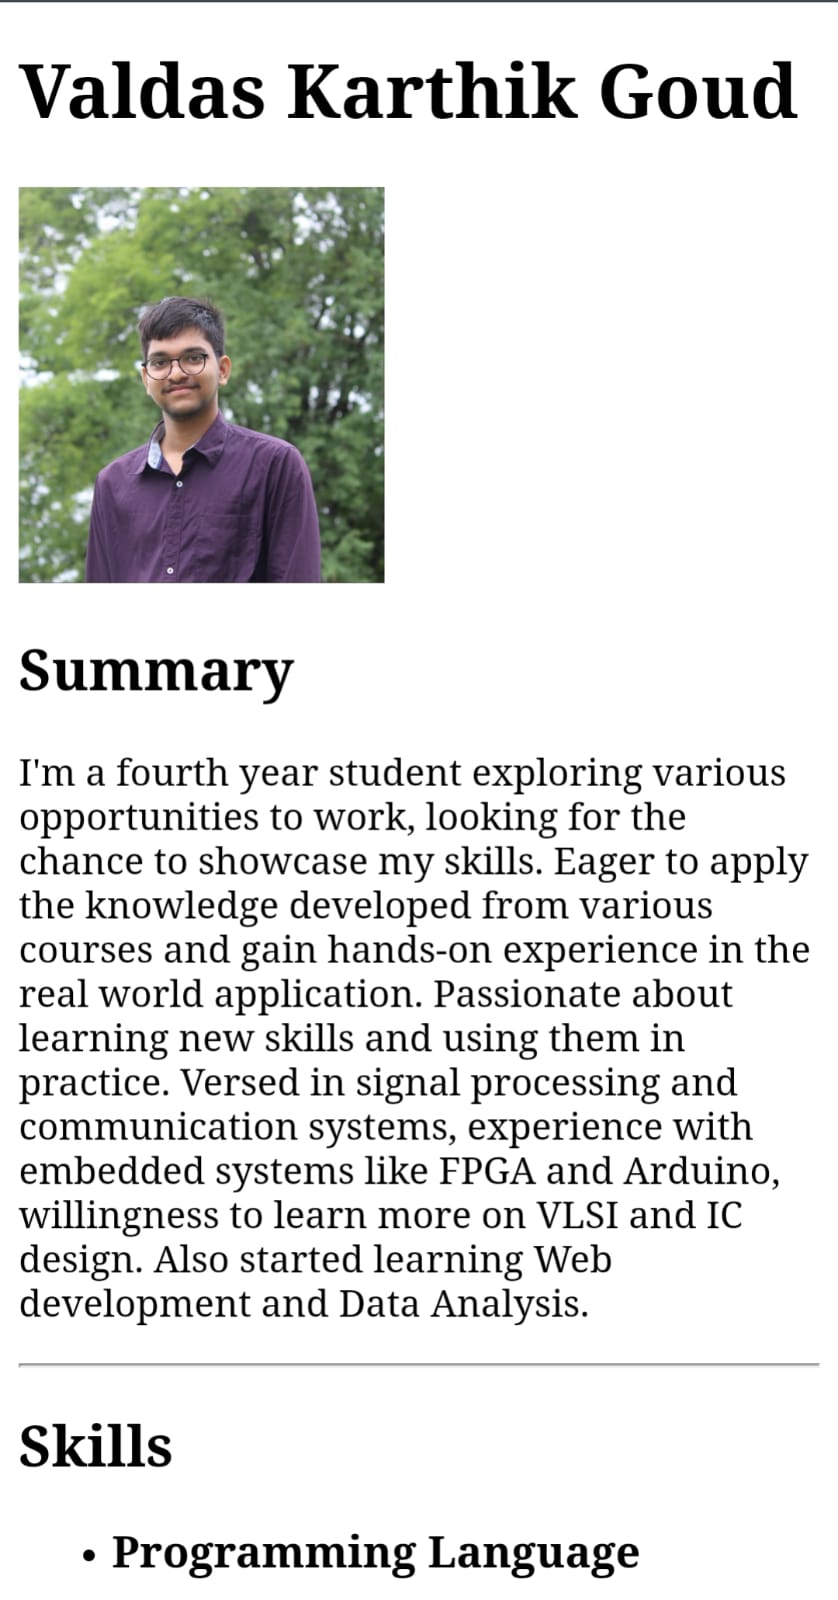 Valdas Karthik Goud
Summary
I'm a fourth year student exploring various
opportunities to work, looking for the
chance to showcase my skills. Eager to apply
the knowledge developed from various
courses and gain hands-on experience in the
real world application. Passionate about
learning new skills and using them in
practice. Versed in signal processing and
communication systems, experience with
embedded systems like FPGA and Arduino,
willingness to learn more on VLSI and IC
design. Also started learning Web
development and Data Analysis.
Skills
• Programming Language